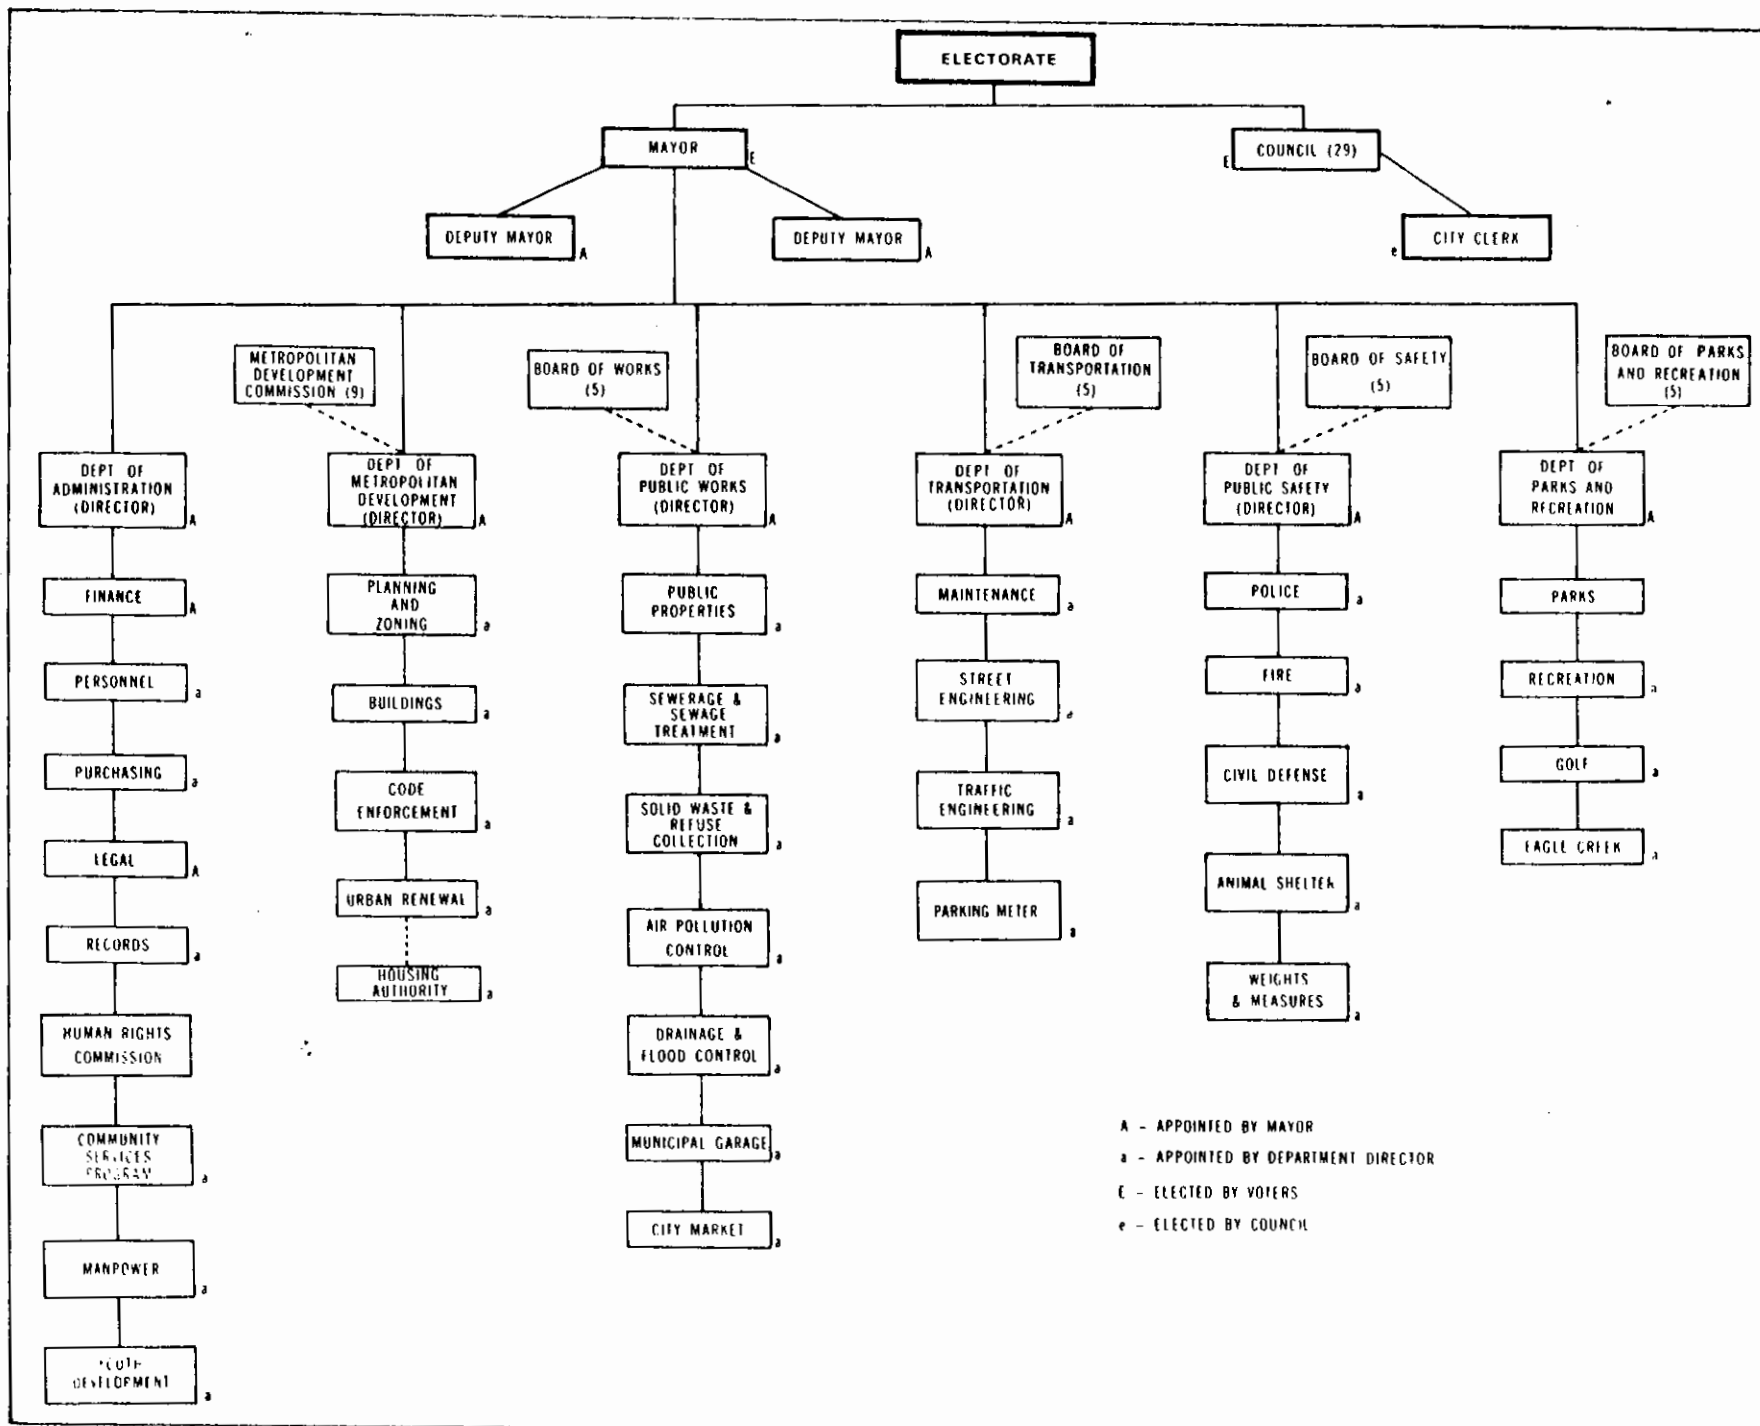 ELECTORATE
MAYOR
E
E
COUNCIL (29)
DEPUTY MAYOR
A
DEPUTY MAYOR
A
e
CITY CLERK
METROPOLITAN
DEVELOPMENT
COMMISSION (9)
BOARD OF WORKS
(5)
BOARD OF
TRANSPORTATION
(5)
BOARD OF SAFETY
(5)
BOARD OF PARKS
AND RECREATION
(5)
DEPT OF
ADMINISTRATION
(DIRECTOR)
A
FINANCE
A
PERSONNEL
a
PURCHASING
a
LEGAL
A
RECORDS
a
HUMAN RIGHTS
COMMISSION
COMMUNITY
SERVICES
PROGRAM
a
MANPOWER
a
YOUTH
DEVELOPMENT
a
DEPT OF
METROPOLITAN
DEVELOPMENT
(DIRECTOR)
A
PLANNING
AND
ZONING
a
BUILDINGS
a
CODE
ENFORCEMENT
a
URBAN RENEWAL
a
HOUSING
AUTHORITY
a
DEPT OF
PUBLIC WORKS
(DIRECTOR)
A
PUBLIC
PROPERTIES
a
SEWERAGE &
SEWAGE
TREATMENT
a
SOLID WASTE &
REFUSE
COLLECTION
a
AIR POLLUTION
CONTROL
a
DRAINAGE &
FLOOD CONTROL
a
MUNICIPAL GARAGE
a
CITY MARKET
a
DEPT OF
TRANSPORTATION
(DIRECTOR)
A
MAINTENANCE
a
STREET
ENGINEERING
a
TRAFFIC
ENGINEERING
a
PARKING METER
a
DEPT OF
PUBLIC SAFETY
(DIRECTOR)
A
POLICE
a
FIRE
a
CIVIL DEFENSE
a
ANIMAL SHELTER
a
WEIGHTS
& MEASURES
a
DEPT OF
PARKS AND
RECREATION
A
PARKS
RECREATION
a
GOLF
a
EAGLE CREEK
a
A - APPOINTED BY MAYOR
a - APPOINTED BY DEPARTMENT DIRECTOR
E - ELECTED BY VOTERS
e - ELECTED BY COUNCIL